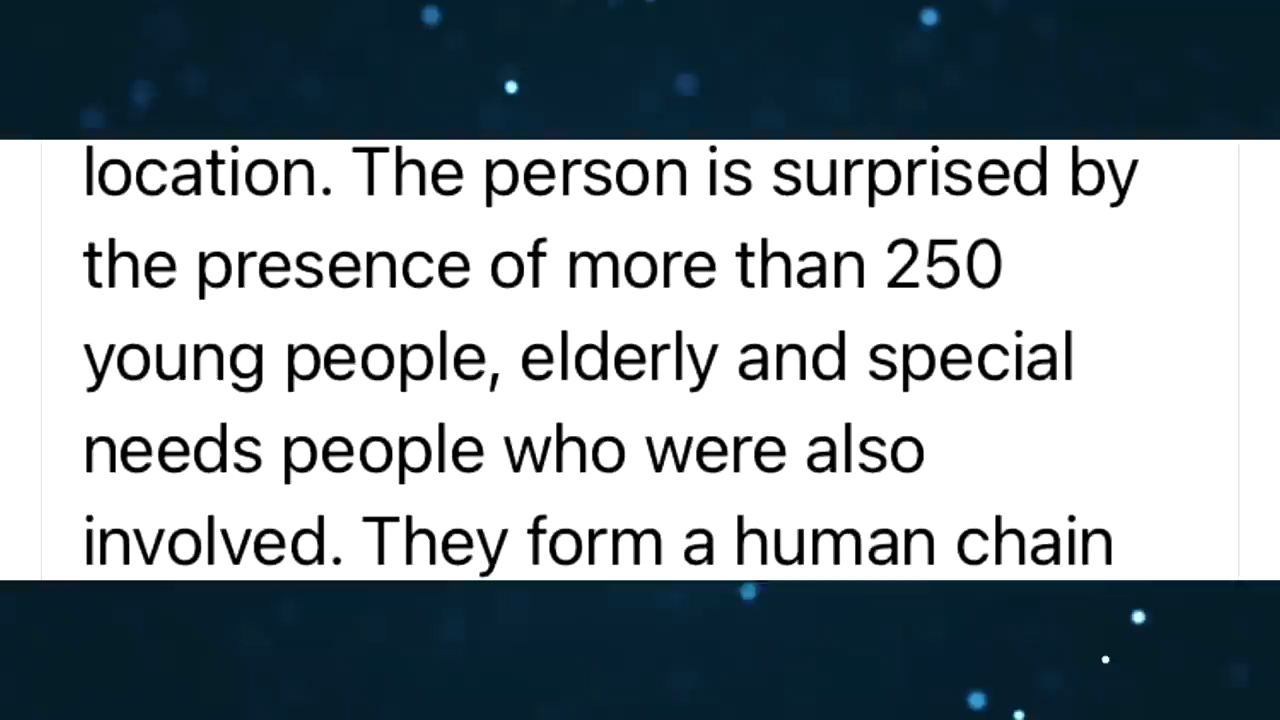 location. The person is surprised by
the presence of more than 250
young people, elderly and special
needs people who were also
involved. They form a human chain